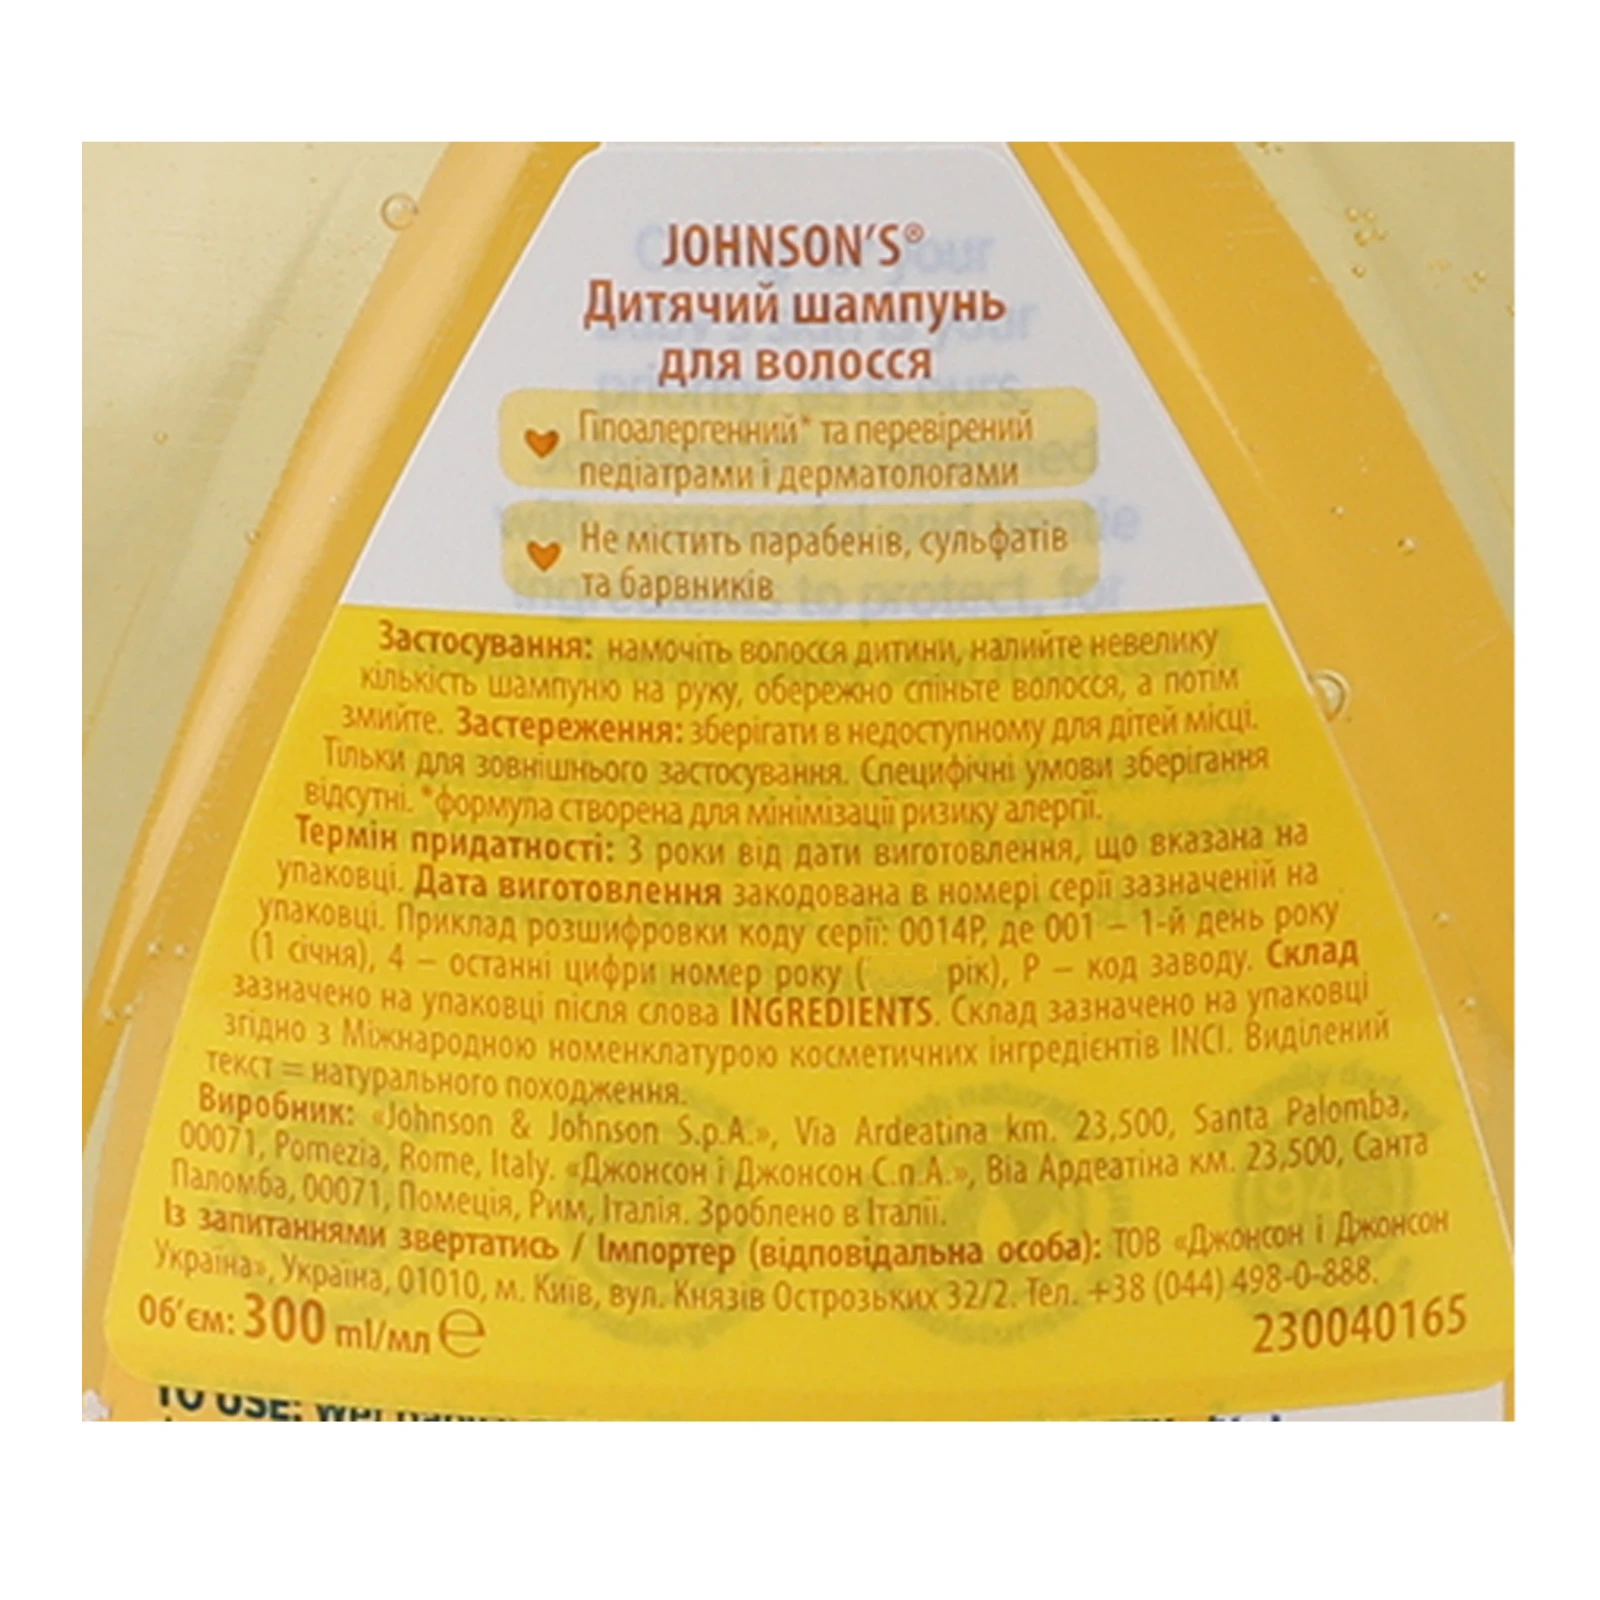 JOHNSON'S®
Дитячий шампунь
для волосся
Гіпоалергенний* та перевірений
педіатрами і дерматологами
Не містить парабенів, сульфатів
та барвників
Застосування: намочіть волосся дитини, налийте невелику
кількість шампуню на руку, обережно спіньте волосся, а потім
змийте. Застереження: зберігати в недоступному для дітей місці.
Тільки для зовнішнього застосування. Специфічні умови зберігання
відсутні. *формула створена для мінімізації ризику алергії.
Термін придатності: 3 роки від дати виготовлення, що вказана на
упаковці. Дата виготовлення закодована в номері серії зазначеній на
упаковці. Приклад розшифровки коду серії: 0014Р, де 001 – 1-й день року
(1 січня), 4 – останні цифри номер року ( рік), Р – код заводу. Склад
зазначено на упаковці після слова INGREDIENTS. Склад зазначено на упаковці
згідно з Міжнародною номенклатурою косметичних інгредієнтів INCI. Виділений
текст = натурального походження.
Виробник: «Johnson & Johnson S.p.A.», Via Ardeatina km. 23,500, Santa Palomba,
00071, Pomezia, Rome, Italy. «Джонсон і Джонсон С.п.А.», Віа Ардеатіна км. 23,500, Санта
Паломба, 00071, Помеція, Рим, Італія. Зроблено в Італії.
Із запитаннями звертатись / Імпортер (відповідальна особа): ТОВ «Джонсон і Джонсон
Україна», Україна, 01010, м. Київ, вул. Князів Острозьких 32/2. Тел. +38 (044) 498-0-888.
Об'єм: 300 ml/мл ℮
230040165
TO USE: